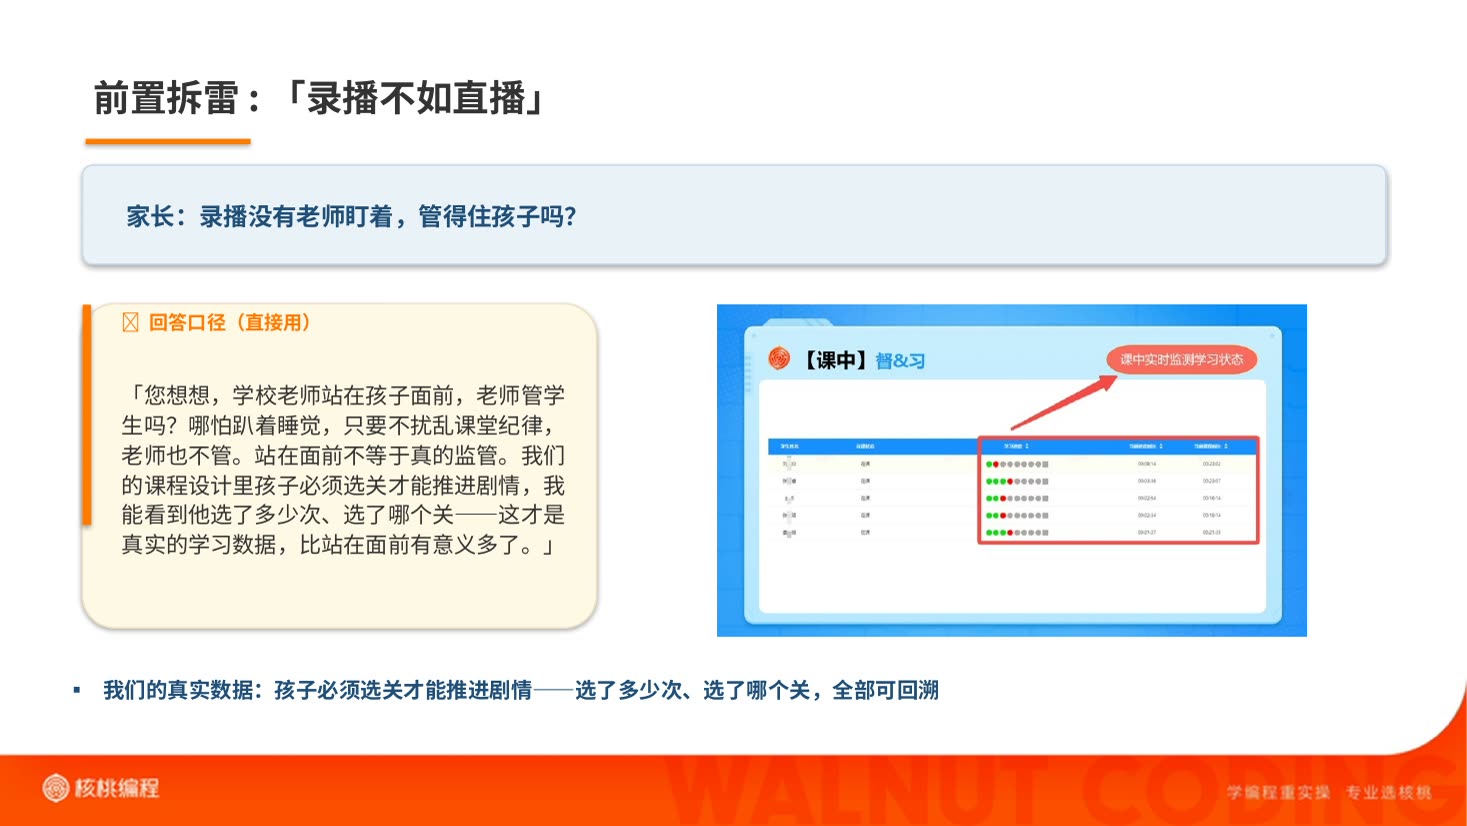 前置拆雷：「录播不如直播」
家长：录播没有老师盯着，管得住孩子吗？
回答口径（直接用）
「您想想，学校老师站在孩子面前，老师管学
生吗？哪怕趴着睡觉，只要不扰乱课堂纪律，
老师也不管。站在面前不等于真的监管。我们
的课程设计里孩子必须选关才能推进剧情，我
能看到他选了多少次、选了哪个关——这才是
真实的学习数据，比站在面前有意义多了。」
【课中】督&习
课中实时监测学习状态
▪ 我们的真实数据：孩子必须选关才能推进剧情——选了多少次、选了哪个关，全部可回溯
核桃编程
WALNUT CODING
学编程重实操 专业选核桃